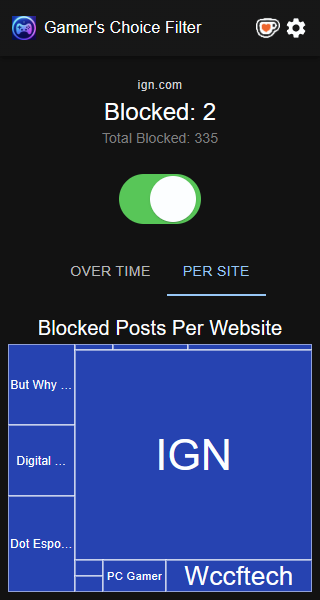 Gamer's Choice Filter
ign.com
Blocked: 2
Total Blocked: 335
OVER TIME
PER SITE
Blocked Posts Per Website
But Why ...
IGN
Digital ...
Dot Espo...
PC Gamer
Wccftech